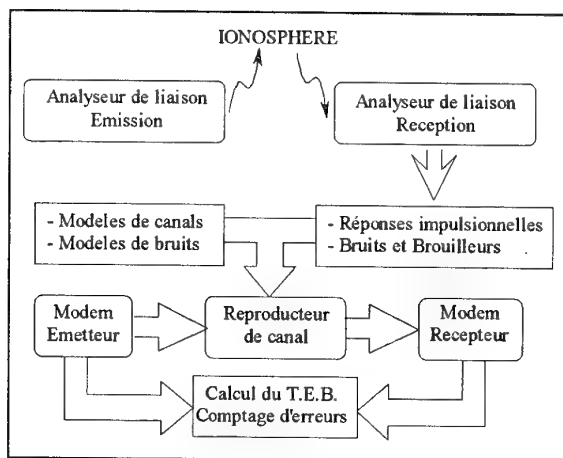 IONOSPHERE
Analyseur de liaison
Emission
Analyseur de liaison
Reception
- Modeles de canals
- Modeles de bruits
- Réponses impulsionnelles
- Bruits et Brouilleurs
Modem
Emetteur
Reproducteur
de canal
Modem
Recepteur
Calcul du T.E.B.
Comptage d'erreurs